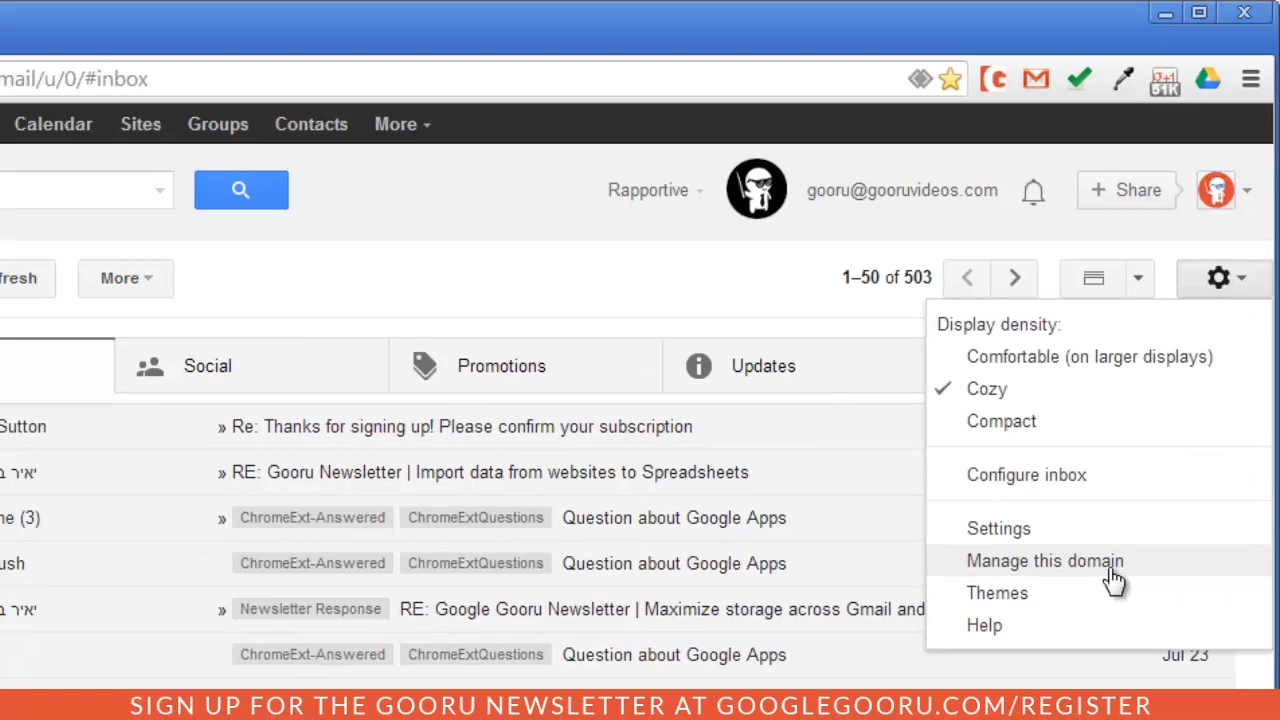 mail/u/0/#inbox
g+1
51K
Calendar Sites Groups Contacts More
Rapportive gooru@gooruvideos.com + Share
fresh More 1–50 of 503
Display density:
Comfortable (on larger displays)
Cozy
Compact
Configure inbox
Settings
Manage this domain
Themes
Help
Social Promotions Updates
Sutton » Re: Thanks for signing up! Please confirm your subscription
יאיר ב » RE: Gooru Newsletter | Import data from websites to Spreadsheets
ne (3) » ChromeExt-Answered ChromeExtQuestions Question about Google Apps
ush ChromeExt-Answered ChromeExtQuestions Question about Google Apps
יאיר ב » Newsletter Response RE: Google Gooru Newsletter | Maximize storage across Gmail and
ChromeExt-Answered ChromeExtQuestions Question about Google Apps Jul 23
SIGN UP FOR THE GOORU NEWSLETTER AT GOOGLEGOORU.COM/REGISTER